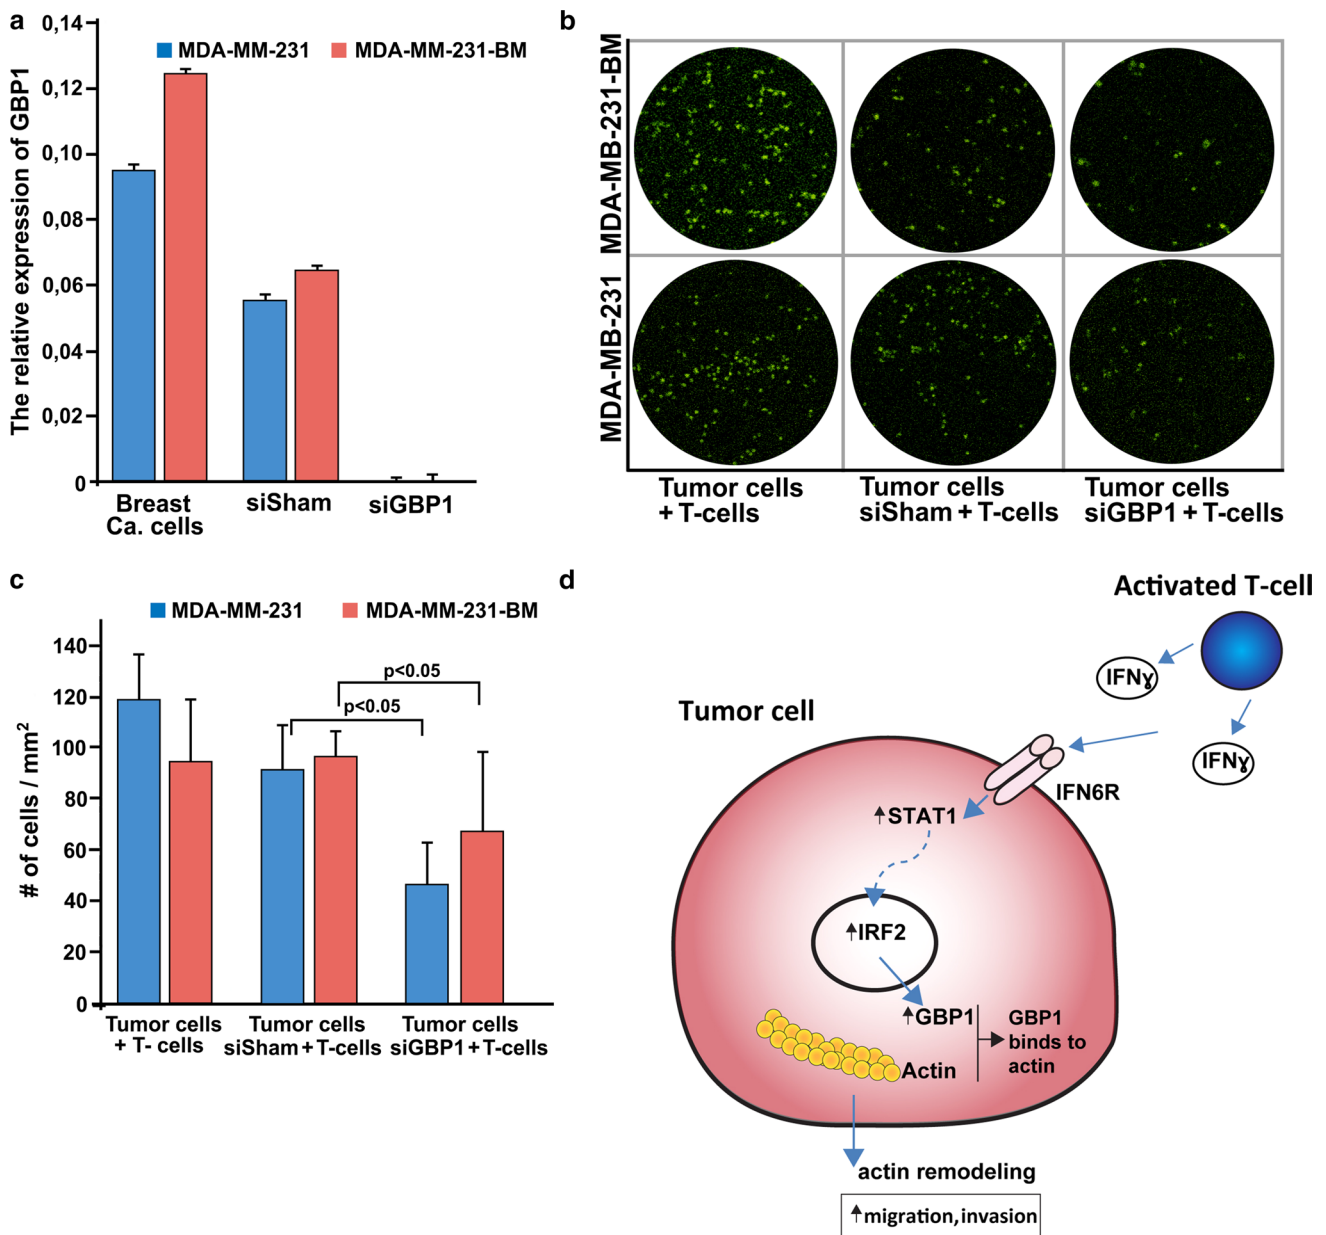 a
The relative expression of GBP1
0,14
0,12
0,10
0,08
0,06
0,04
0,02
0
MDA-MM-231
MDA-MM-231-BM
Breast
Ca. cells
siSham
siGBP1
b
MDA-MB-231-BM
MDA-MB-231
Tumor cells
+ T-cells
Tumor cells
siSham + T-cells
Tumor cells
siGBP1 + T-cells
c
# of cells / mm²
140
120
100
80
60
40
20
0
MDA-MM-231
MDA-MM-231-BM
p<0.05
p<0.05
Tumor cells
+ T- cells
Tumor cells
siSham + T-cells
Tumor cells
siGBP1 + T-cells
d
Activated T-cell
IFNɣ
IFNɣ
Tumor cell
IFN6R
STAT1
IRF2
GBP1
Actin
GBP1
binds to
actin
actin remodeling
migration, invasion